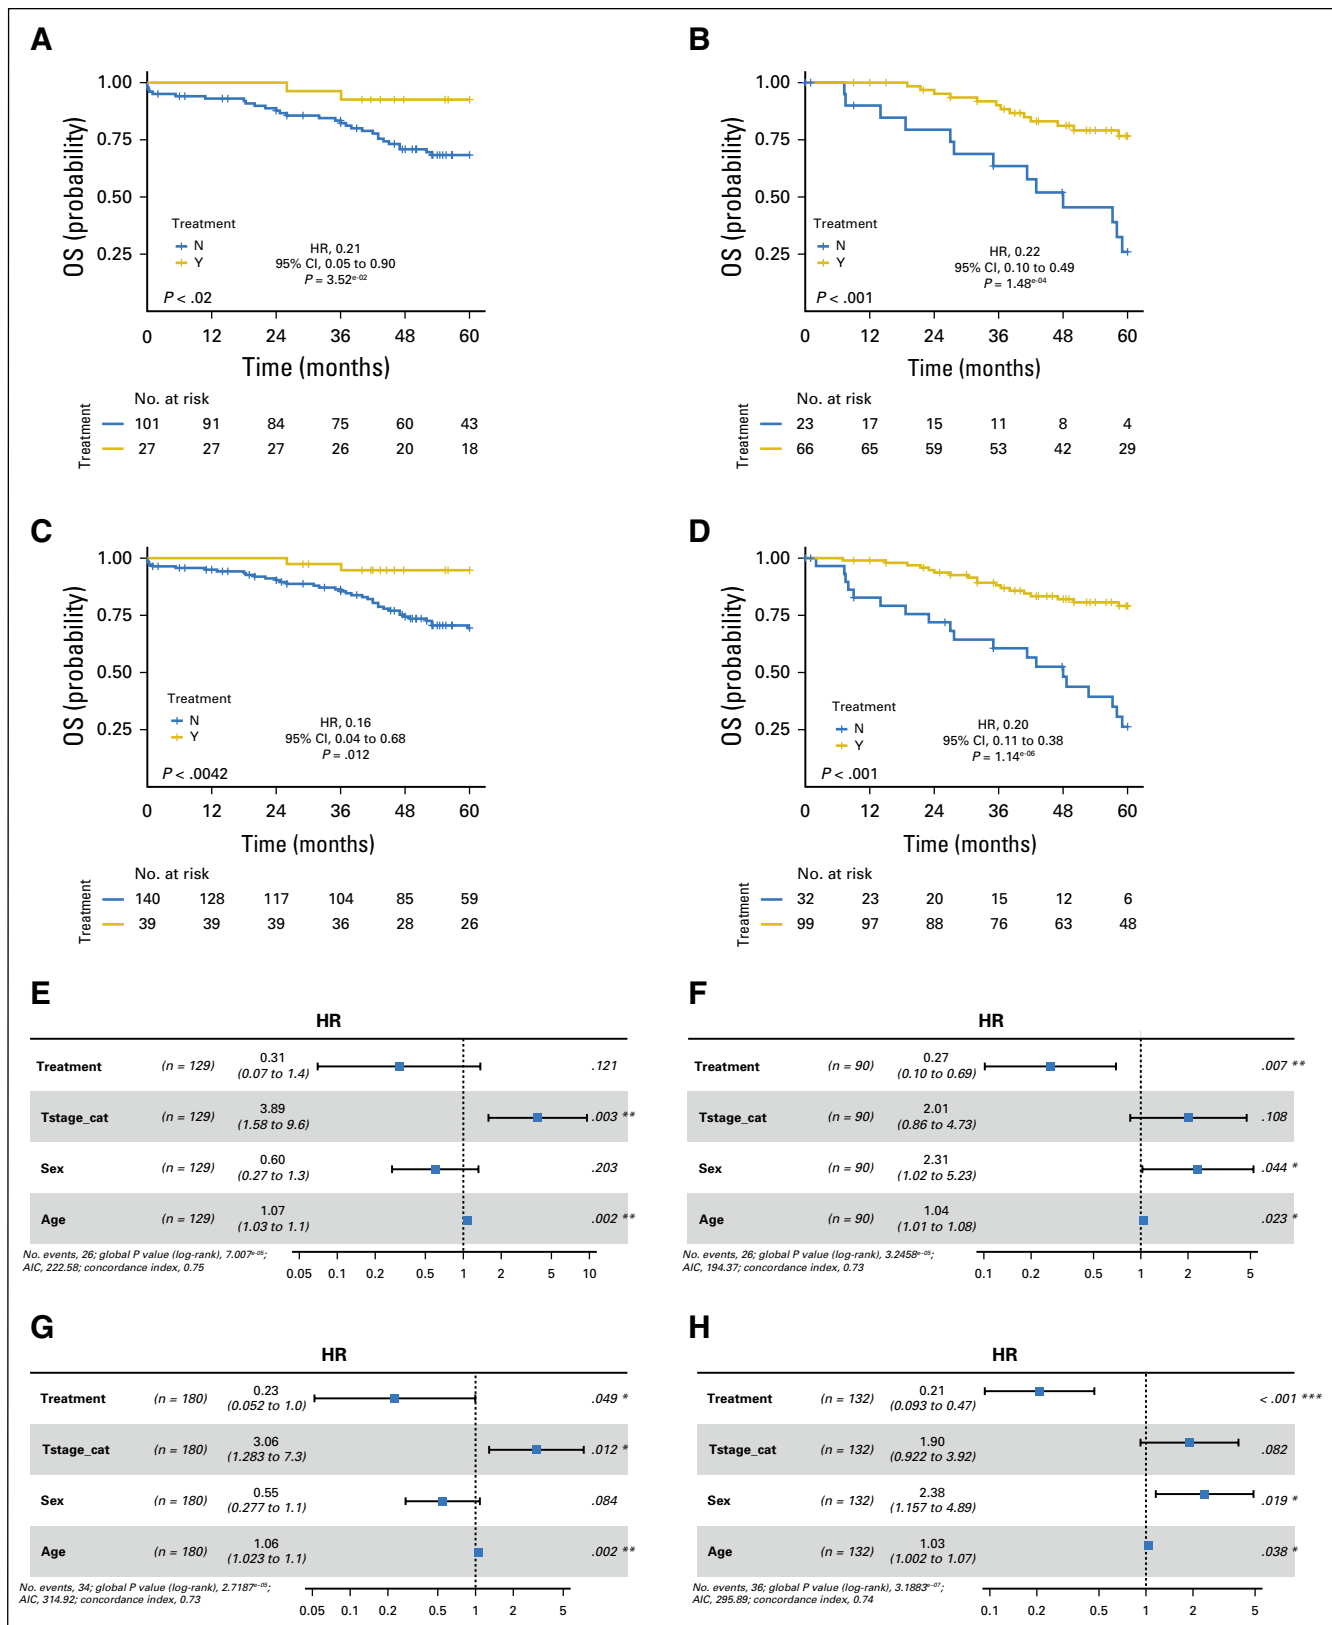 A
1.00
0.75
0.50
0.25
OS (probability)
Treatment
N
Y
HR, 0.21
95% CI, 0.05 to 0.90
P = 3.52e-02
P < .02
0 12 24 36 48 60
Time (months)
No. at risk
Treatment
101 91 84 75 60 43
27 27 27 26 20 18
B
1.00
0.75
0.50
0.25
OS (probability)
Treatment
N
Y
HR, 0.22
95% CI, 0.10 to 0.49
P = 1.48e-04
P < .001
0 12 24 36 48 60
Time (months)
No. at risk
Treatment
23 17 15 11 8 4
66 65 59 53 42 29
C
1.00
0.75
0.50
0.25
OS (probability)
Treatment
N
Y
HR, 0.16
95% CI, 0.04 to 0.68
P = .012
P < .0042
0 12 24 36 48 60
Time (months)
No. at risk
Treatment
140 128 117 104 85 59
39 39 39 36 28 26
D
1.00
0.75
0.50
0.25
OS (probability)
Treatment
N
Y
HR, 0.20
95% CI, 0.11 to 0.38
P = 1.14e-06
P < .001
0 12 24 36 48 60
Time (months)
No. at risk
Treatment
32 23 20 15 12 6
99 97 88 76 63 48
E
HR
Treatment (n = 129) 0.31 (0.07 to 1.4) .121
Tstage_cat (n = 129) 3.89 (1.58 to 9.6) .003 **
Sex (n = 129) 0.60 (0.27 to 1.3) .203
Age (n = 129) 1.07 (1.03 to 1.1) .002 **
No. events, 26; global P value (log-rank), 7.007e-05;
AIC, 222.58; concordance index, 0.75
0.05 0.1 0.2 0.5 1 2 5 10
F
HR
Treatment (n = 90) 0.27 (0.10 to 0.69) .007 **
Tstage_cat (n = 90) 2.01 (0.86 to 4.73) .108
Sex (n = 90) 2.31 (1.02 to 5.23) .044 *
Age (n = 90) 1.04 (1.01 to 1.08) .023 *
No. events, 26; global P value (log-rank), 3.2458e-05;
AIC, 194.37; concordance index, 0.73
0.1 0.2 0.5 1 2 5
G
HR
Treatment (n = 180) 0.23 (0.052 to 1.0) .049 *
Tstage_cat (n = 180) 3.06 (1.283 to 7.3) .012 *
Sex (n = 180) 0.55 (0.277 to 1.1) .084
Age (n = 180) 1.06 (1.023 to 1.1) .002 **
No. events, 34; global P value (log-rank), 2.7187e-05;
AIC, 314.92; concordance index, 0.73
0.05 0.1 0.2 0.5 1 2 5
H
HR
Treatment (n = 132) 0.21 (0.093 to 0.47) < .001 ***
Tstage_cat (n = 132) 1.90 (0.922 to 3.92) .082
Sex (n = 132) 2.38 (1.157 to 4.89) .019 *
Age (n = 132) 1.03 (1.002 to 1.07) .038 *
No. events, 36; global P value (log-rank), 3.1883e-07;
AIC, 295.89; concordance index, 0.74
0.1 0.2 0.5 1 2 5